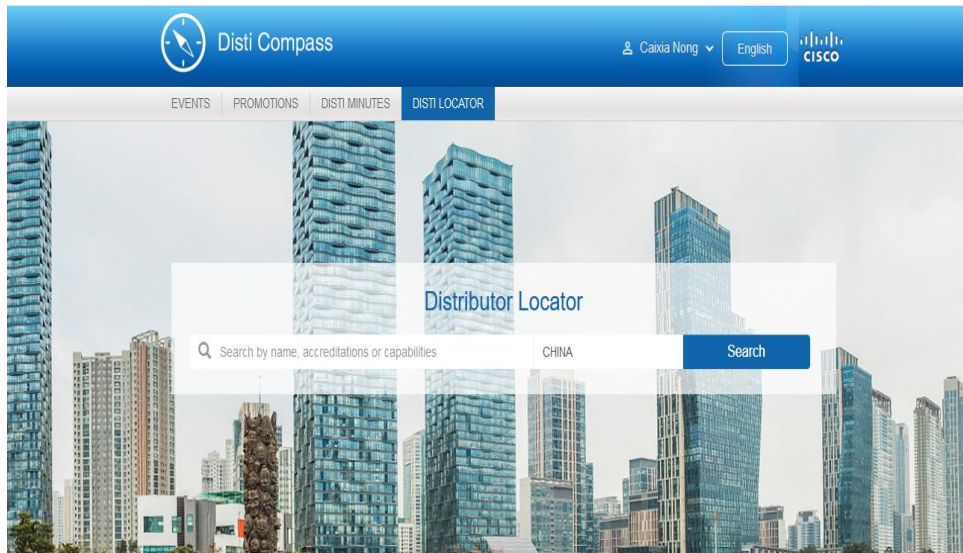 Disti Compass
Caixia Nong English CISCO
EVENTS PROMOTIONS DISTI MINUTES DISTI LOCATOR
Distributor Locator
Search by name, accreditations or capabilities CHINA Search